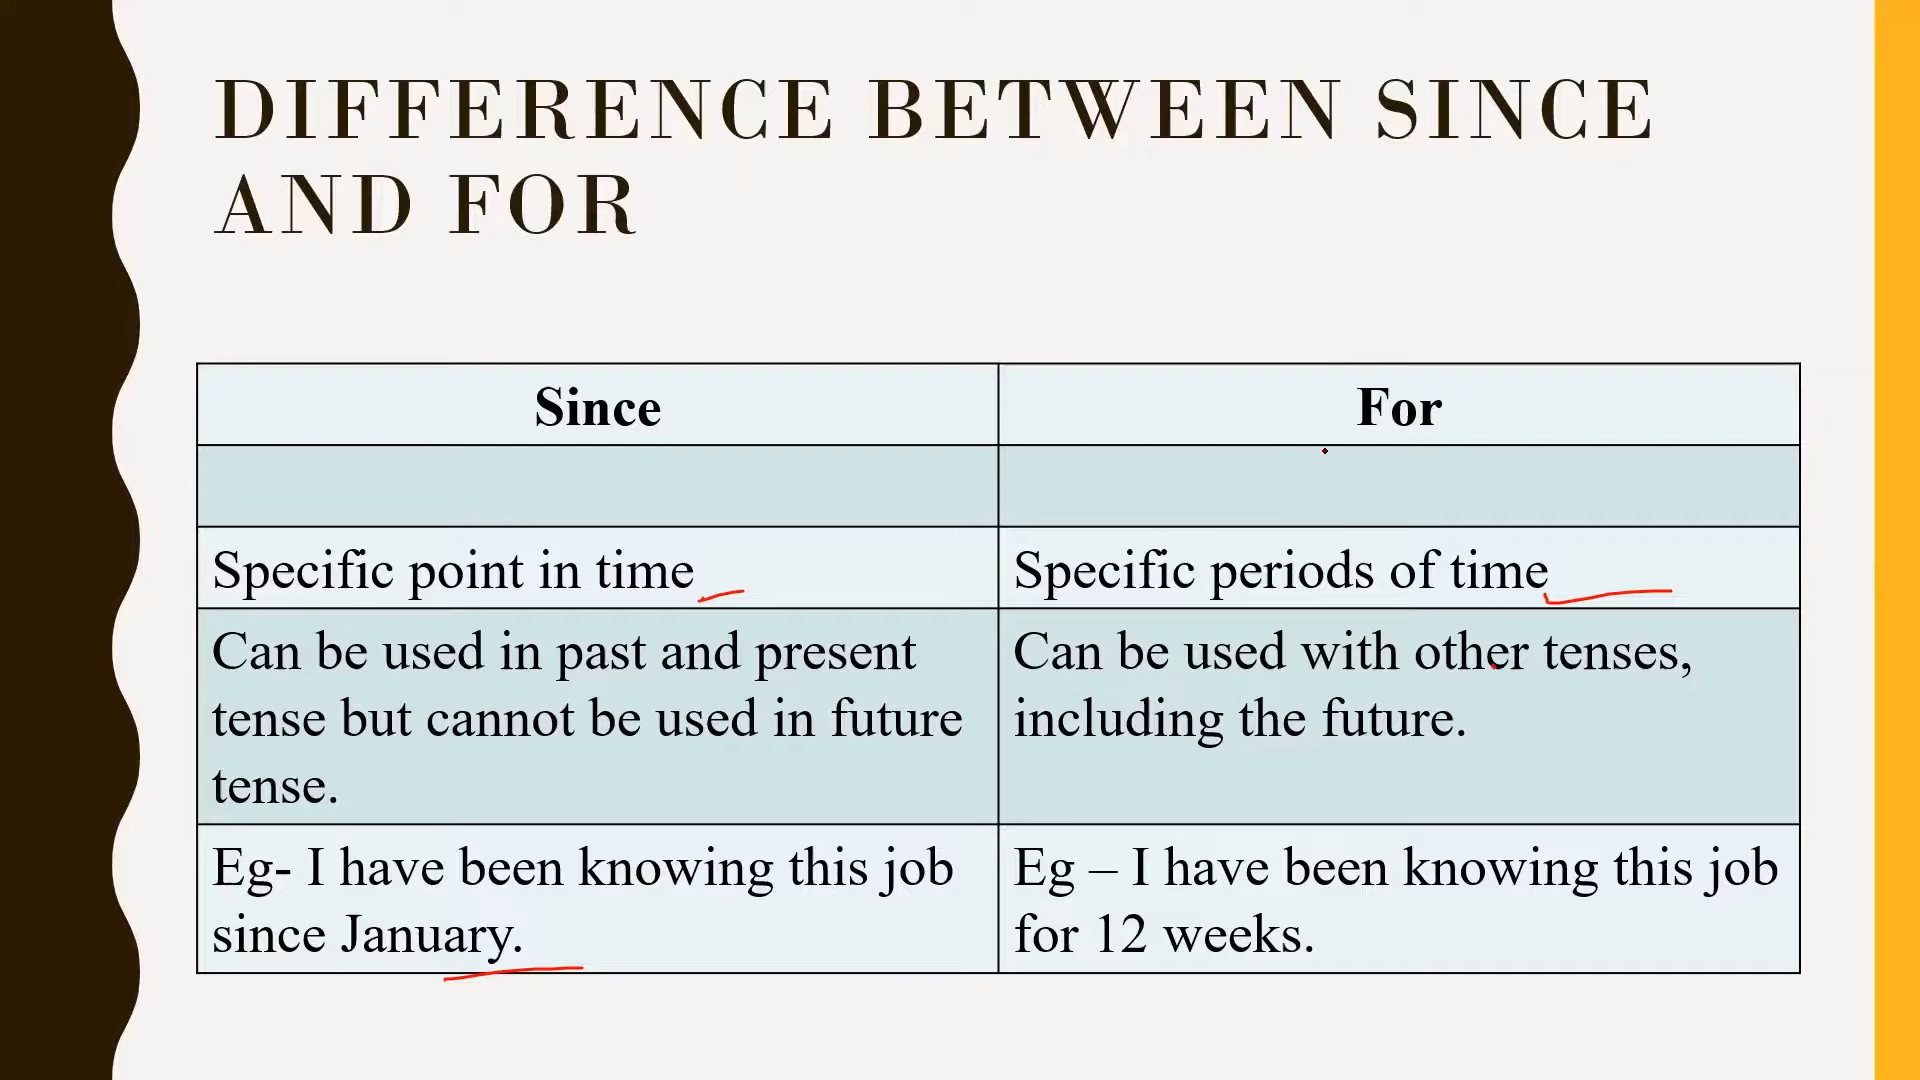 DIFFERENCE BETWEEN SINCE
AND FOR
Since
For
Specific point in time
Specific periods of time
Can be used in past and present
tense but cannot be used in future
tense.
Can be used with other tenses,
including the future.
Eg- I have been knowing this job
since January.
Eg – I have been knowing this job
for 12 weeks.